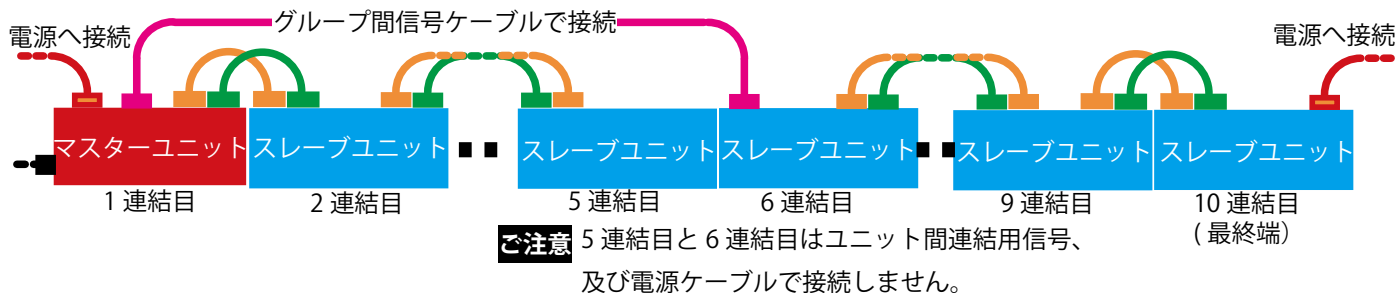 グループ間信号ケーブルで接続
電源へ接続
電源へ接続
マスターユニット
スレーブユニット
スレーブユニット
スレーブユニット
スレーブユニット
スレーブユニット
1 連結目
2 連結目
5 連結目
6 連結目
9 連結目
10 連結目
( 最終端）
ご注意 5 連結目と 6 連結目はユニット間連結用信号、
及び電源ケーブルで接続しません。